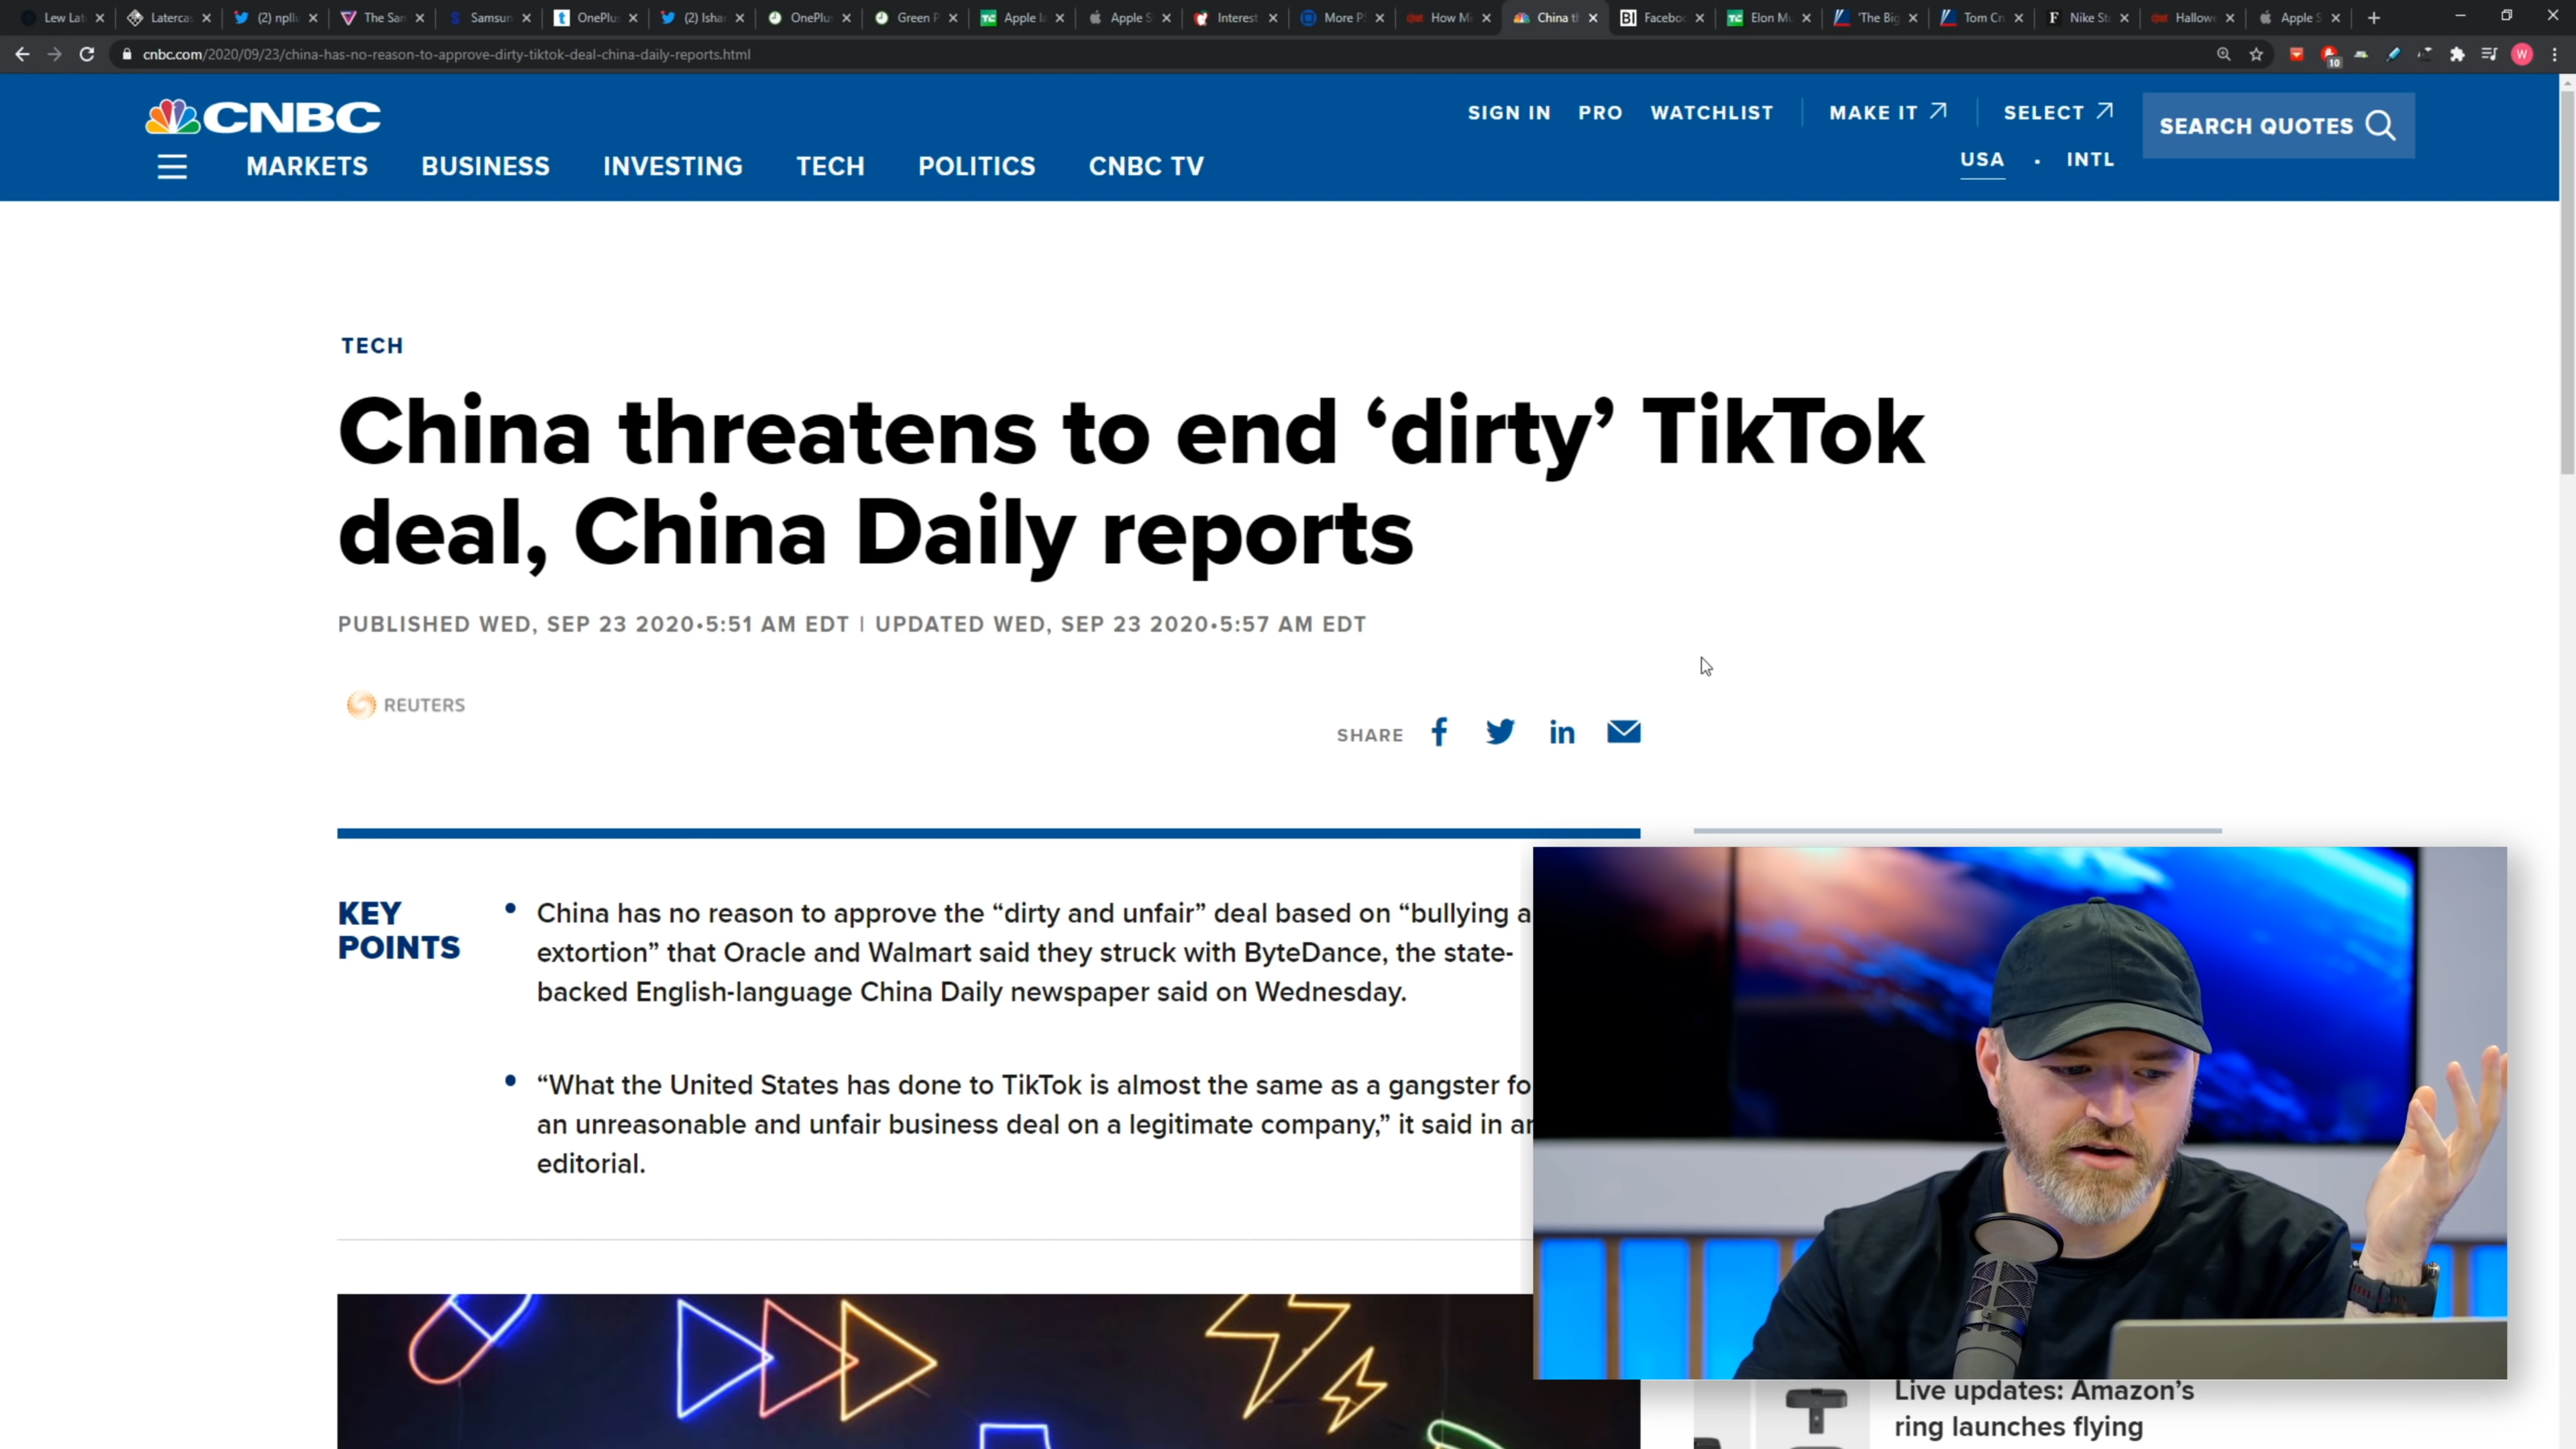 Lew Lat
Laterca
(2) nplu
The San
Samsun
OnePlu
(2) Isha
OnePlu
Green P
Apple la
Apple S
Interest
More P
How M
China t
Facebo
Elon M
'The Big
Tom Cr
Nike St
Hallow
Apple S
cnbc.com/2020/09/23/china-has-no-reason-to-approve-dirty-tiktok-deal-china-daily-reports.html
10
W
CNBC
SIGN IN PRO WATCHLIST MAKE IT SELECT
SEARCH QUOTES
USA • INTL
MARKETS BUSINESS INVESTING TECH POLITICS CNBC TV
TECH
China threatens to end ‘dirty’ TikTok
deal, China Daily reports
PUBLISHED WED, SEP 23 2020•5:51 AM EDT | UPDATED WED, SEP 23 2020•5:57 AM EDT
REUTERS
SHARE
KEY
POINTS
• China has no reason to approve the “dirty and unfair” deal based on “bullying a
extortion” that Oracle and Walmart said they struck with ByteDance, the state-
backed English-language China Daily newspaper said on Wednesday.
• “What the United States has done to TikTok is almost the same as a gangster fo
an unreasonable and unfair business deal on a legitimate company,” it said in an
editorial.
Live updates: Amazon’s
ring launches flying